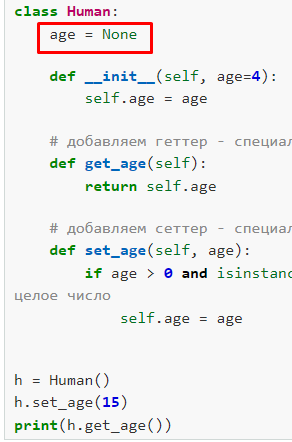 class Human:
age = None
def __init__(self, age=4):
self.age = age
# добавляем геттер - специал
def get_age(self):
return self.age
# добавляем сеттер - специал
def set_age(self, age):
if age > 0 and isinstanc
целое число
self.age = age
h = Human()
h.set_age(15)
print(h.get_age())